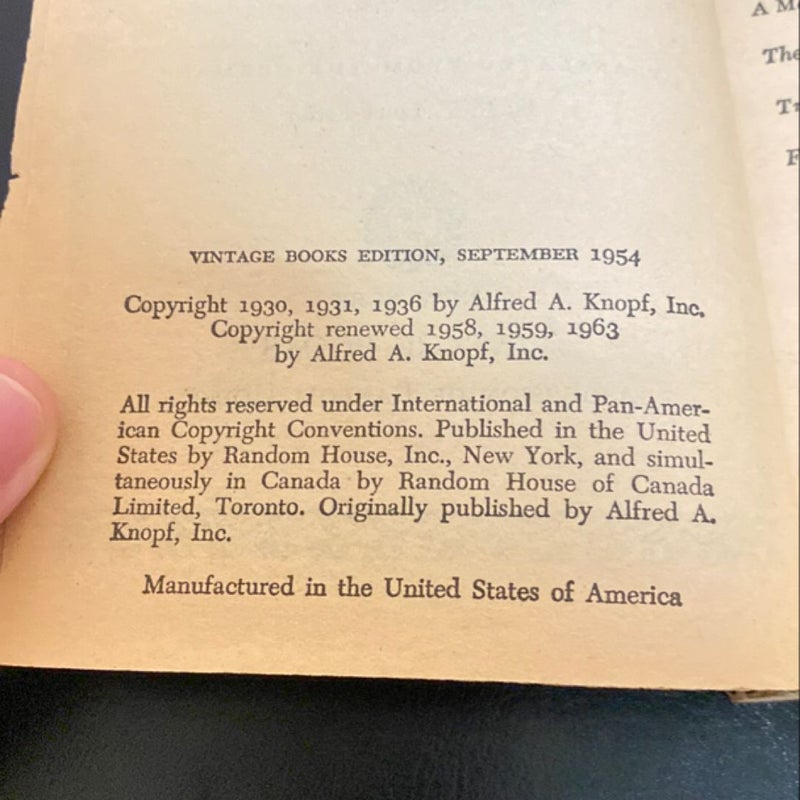 VINTAGE BOOKS EDITION, SEPTEMBER 1954
Copyright 1930, 1931, 1936 by Alfred A. Knopf, Inc.
Copyright renewed 1958, 1959, 1963
by Alfred A. Knopf, Inc.
All rights reserved under International and Pan-Amer-
ican Copyright Conventions. Published in the United
States by Random House, Inc., New York, and simul-
taneously in Canada by Random House of Canada
Limited, Toronto. Originally published by Alfred A.
Knopf, Inc.
Manufactured in the United States of America
A
The